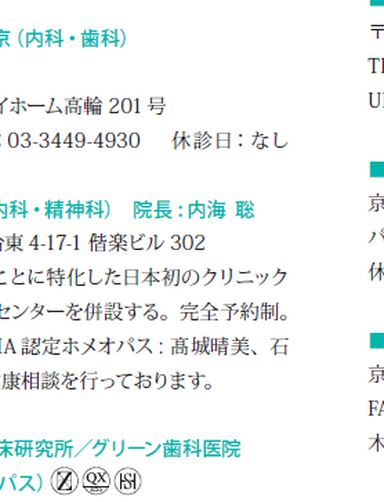 京（内科・歯科）
イホーム高輪 201 号
: 03-3449-4930 休診日：なし
内科・精神科） 院長：内海 聡
台東 4-17-1 偕楽ビル 302
ことに特化した日本初のクリニック
センターを併設する。完全予約制。
IA 認定ホメオパス：髙城晴美、石
康相談を行っております。
床研究所／グリーン歯科医院
パス）
〒
TE
UI
京
パ
休
京
FA
木